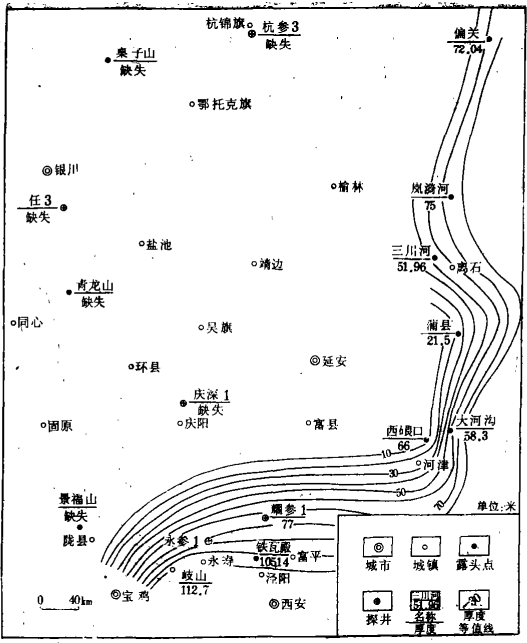 杭锦旗
杭参3
缺失
偏关
72.04
缺失
鄂托克旗
银川
榆林
岚漪河
75
任3
缺失
盐池
靖边
三川河
51.96
离石
青龙山
缺失
同心
吴旗
蒲县
21.5
延安
环县
庆深1
缺失
庆阳
富县
固原
西硙口
66
大河沟
58.3
10
河津
30
50
70
单位:米
景福山
缺失
陇县
耀参1
77
永参1
永寿
铁瓦殿
105.14
富平
岐山
112.7
泾阳
宝鸡
西安
0 40km
城市
城镇
露头点
三川河
51.96
名称
厚度
探井
厚度
等值线